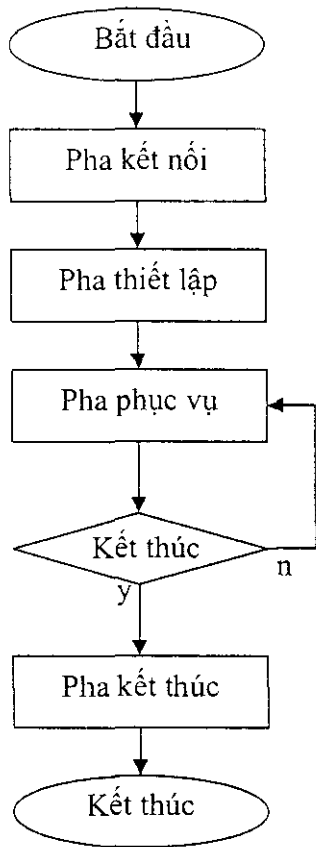 Bắt đầu
Pha kết nối
Pha thiết lập
Pha phục vụ
Kết thúc
n
y
Pha kết thúc
Kết thúc